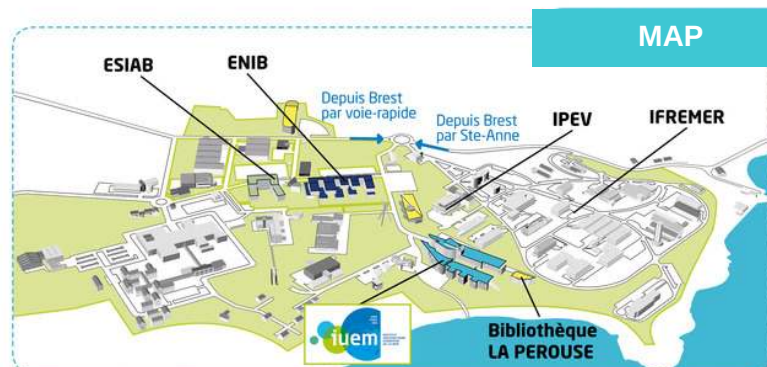 MAP
ESIAB
ENIB
Depuis Brest
par voie-rapide
Depuis Brest
par Ste-Anne
IPEV
IFREMER
iuem
Bibliothèque
LA PEROUSE